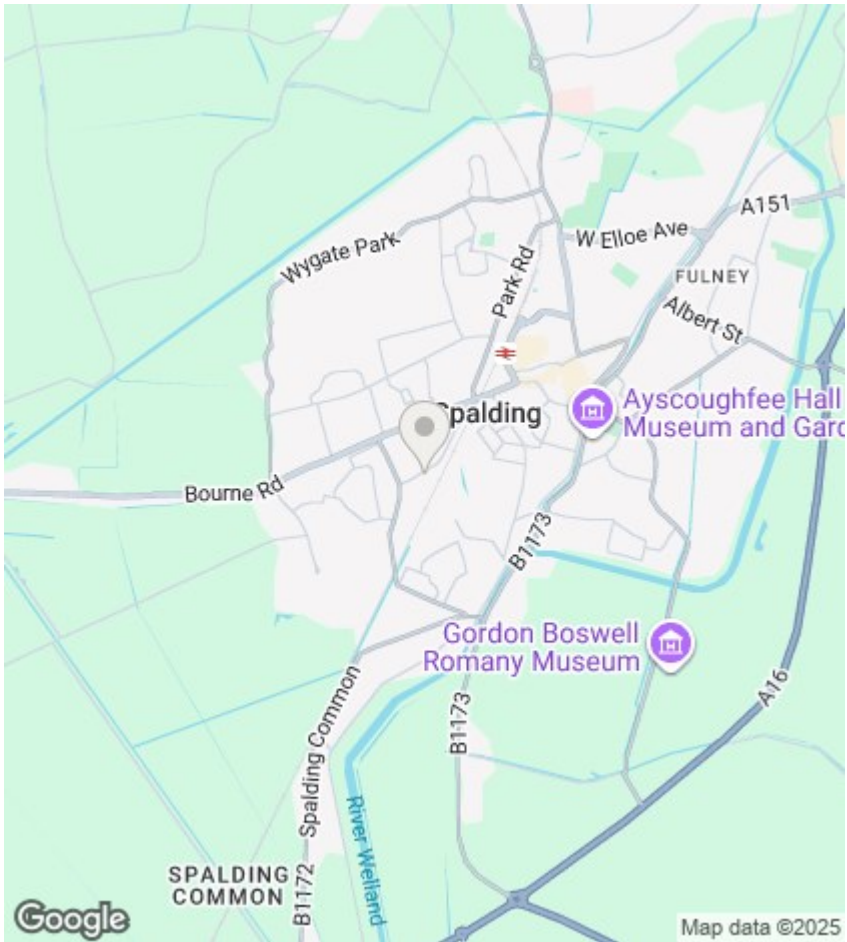 A151
W Elloe Ave
Wygate Park
Park Rd
FULNEY
Albert St
Spalding
Ayscoughfee Hall
Museum and Gard
Bourne Rd
B1173
Gordon Boswell
Romany Museum
A16
B1173
Spalding Common
River Welland
SPALDING
COMMON
B1172
Google
Map data ©2025